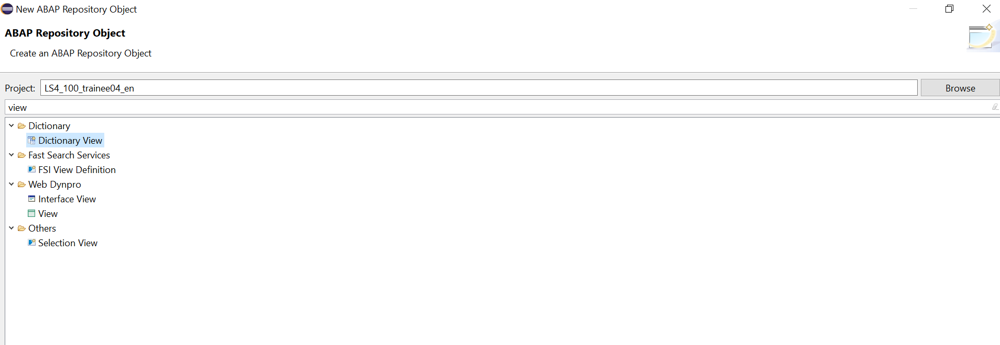 New ABAP Repository Object
ABAP Repository Object
Create an ABAP Repository Object
Project: LS4_100_trainee04_en Browse
view
Dictionary
Dictionary View
Fast Search Services
FSI View Definition
Web Dynpro
Interface View
View
Others
Selection View